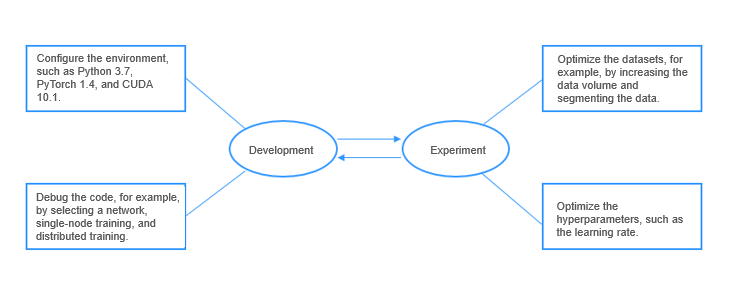 Configure the environment,
such as Python 3.7,
PyTorch 1.4, and CUDA
10.1.
Optimize the datasets, for
example, by increasing the
data volume and
segmenting the data.
Development
Experiment
Debug the code, for example,
by selecting a network,
single-node training, and
distributed training.
Optimize the
hyperparameters, such as
the learning rate.